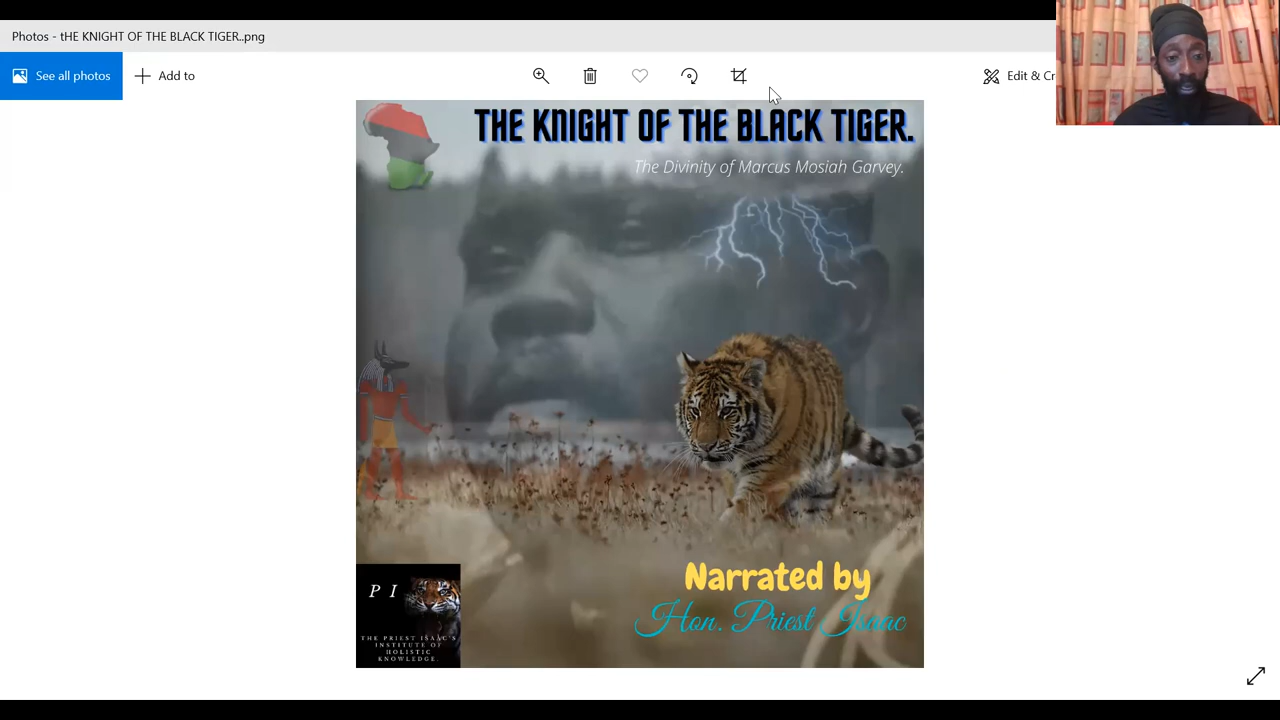 Photos - tHE KNIGHT OF THE BLACK TIGER..png
See all photos
Add to
Edit & Cr
THE KNIGHT OF THE BLACK TIGER.
The Divinity of Marcus Mosiah Garvey.
Narrated by
Hon. Priest Isaac
P I
THE PRIEST ISAAC'S
INSTITUTE OF
HOLISTIC
KNOWLEDGE.